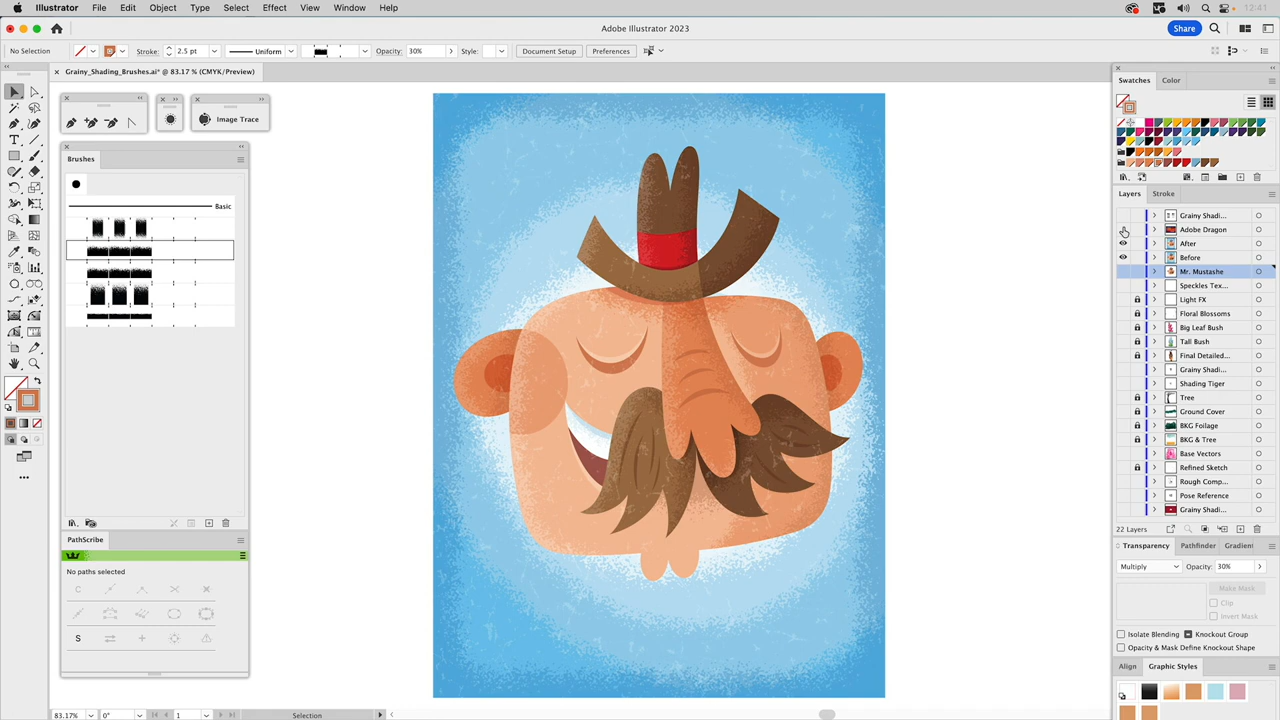 Illustrator File Edit Object Type Select Effect View Window Help 12:41
Adobe Illustrator 2023
Share
No Selection Stroke: 2.5 pt Uniform Opacity: 30% Style: Document Setup Preferences
Grainy_Shading_Brushes.ai* @ 83.17 % (CMYK/Preview)
Image Trace
Brushes
Basic
PathScribe
No paths selected
Swatches Color
Layers Stroke
Grainy Shadi...
Adobe Dragon
After
Before
Mr. Mustashe
Speckles Tex...
Light FX
Floral Blossoms
Big Leaf Bush
Tall Bush
Final Detailed...
Grainy Shadi...
Shading Tiger
Tree
Ground Cover
BKG Foilage
BKG & Tree
Base Vectors
Refined Sketch
Rough Comp...
Pose Reference
Grainy Shadi...
22 Layers
Transparency Pathfinder Gradient
Multiply Opacity: 30%
Make Mask
Clip
Invert Mask
Isolate Blending Knockout Group
Opacity & Mask Define Knockout Shape
Align Graphic Styles
83.17% 0° 1 Selection